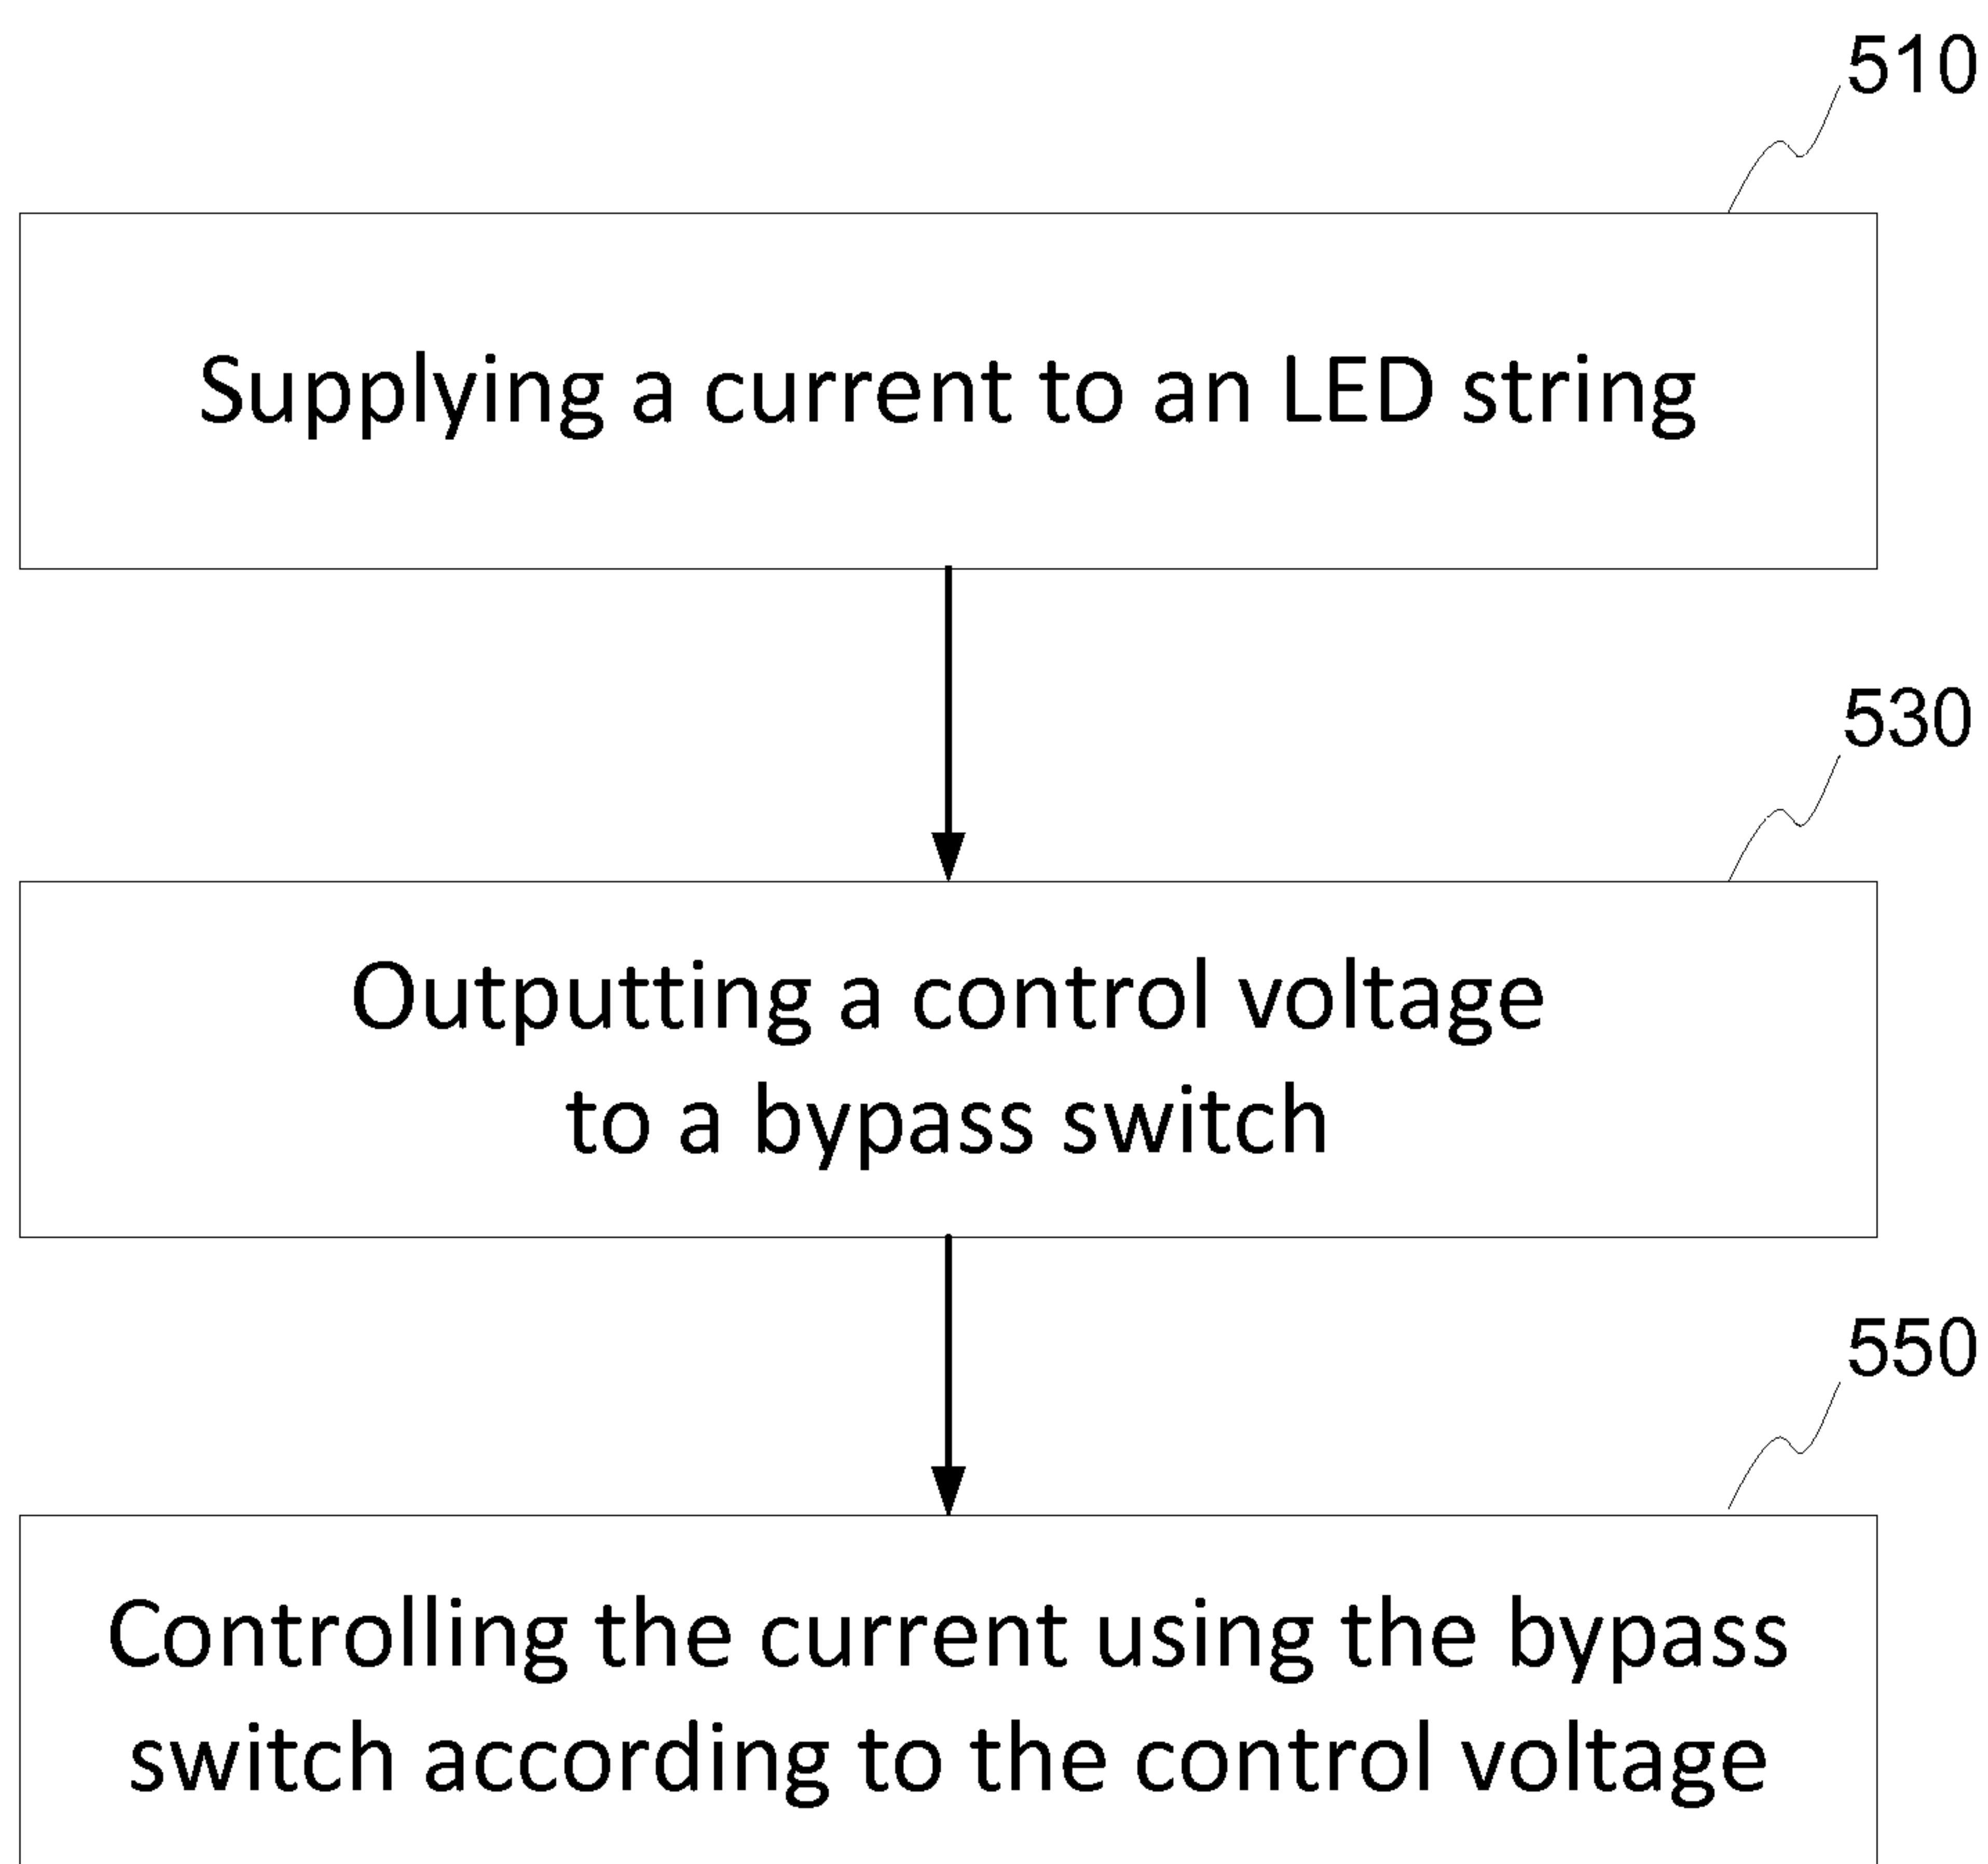 510
Supplying a current to an LED string
530
Outputting a control voltage
to a bypass switch
550
Controlling the current using the bypass
switch according to the control voltage